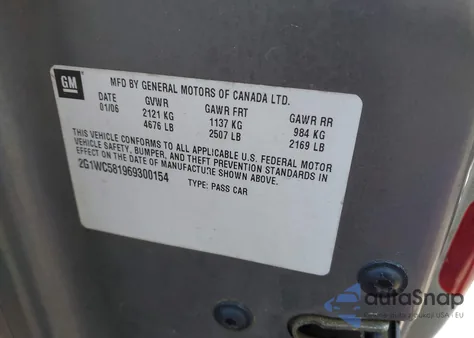 GM
MFD BY GENERAL MOTORS OF CANADA LTD.
DATE GVWR GAWR FRT GAWR RR
01/06 2121 KG 1137 KG 984 KG
4676 LB 2507 LB 2169 LB
THIS VEHICLE CONFORMS TO ALL APPLICABLE U.S. FEDERAL MOTOR
VEHICLE SAFETY, BUMPER, AND THEFT PREVENTION STANDARDS IN
EFFECT ON THE DATE OF MANUFACTURE SHOWN ABOVE.
2G1WC581969300154 TYPE: PASS CAR
autoSnap